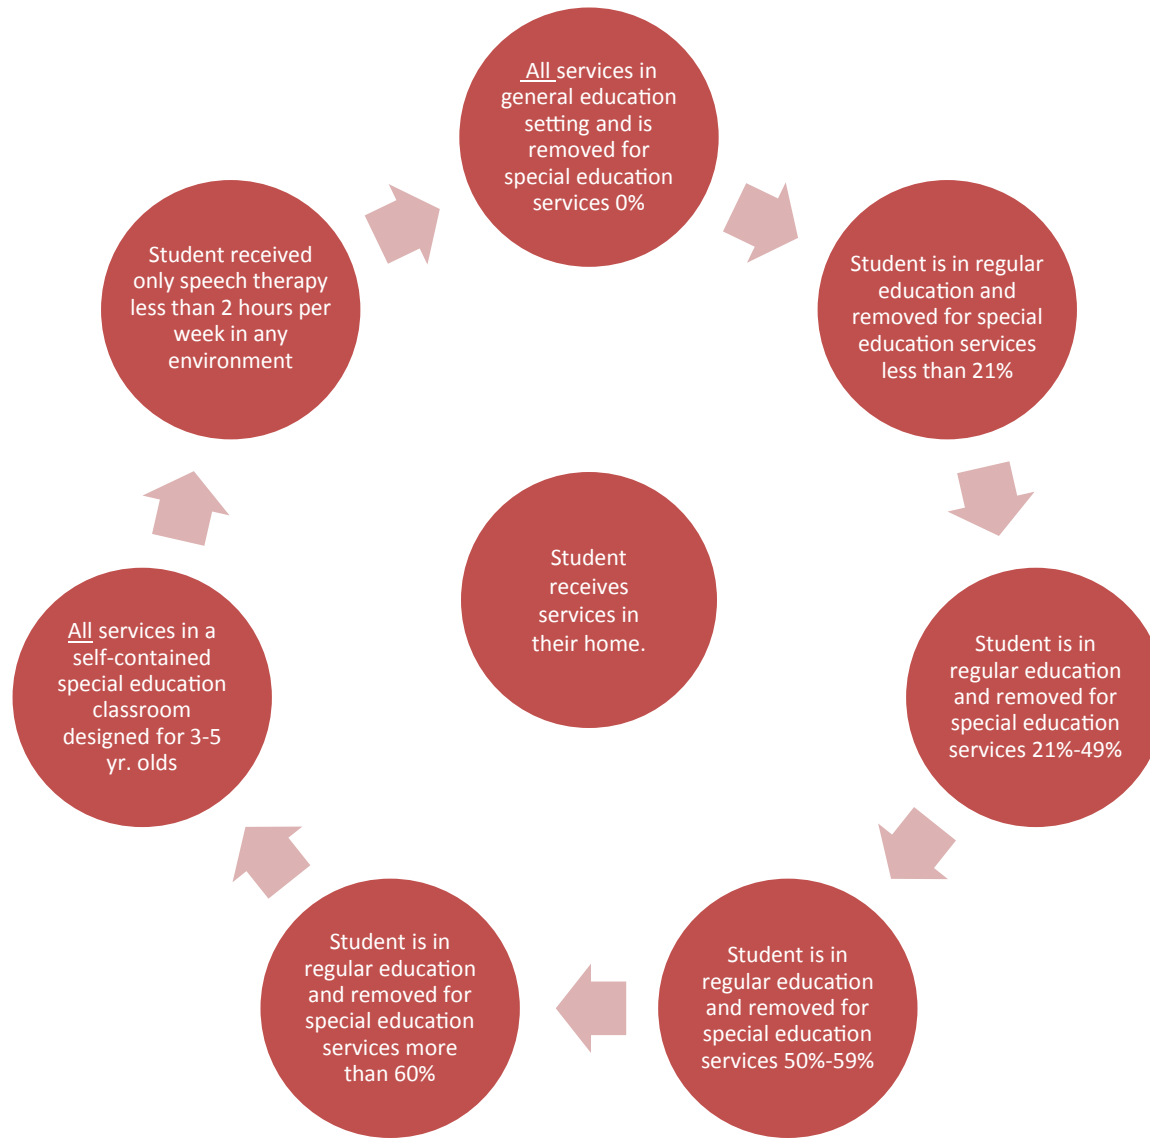 All services in
general education
setting and is
removed for
special education
services 0%
Student is in regular
education and
removed for special
education services
less than 21%
Student is in
regular education
and removed for
special education
services 21%-49%
Student is in
regular education
and removed for
special education
services 50%-59%
Student is in
regular education
and removed for
special education
services more
than 60%
All services in a
self-contained
special education
classroom
designed for 3-5
yr. olds
Student received
only speech therapy
less than 2 hours per
week in any
environment
Student
receives
services in
their home.